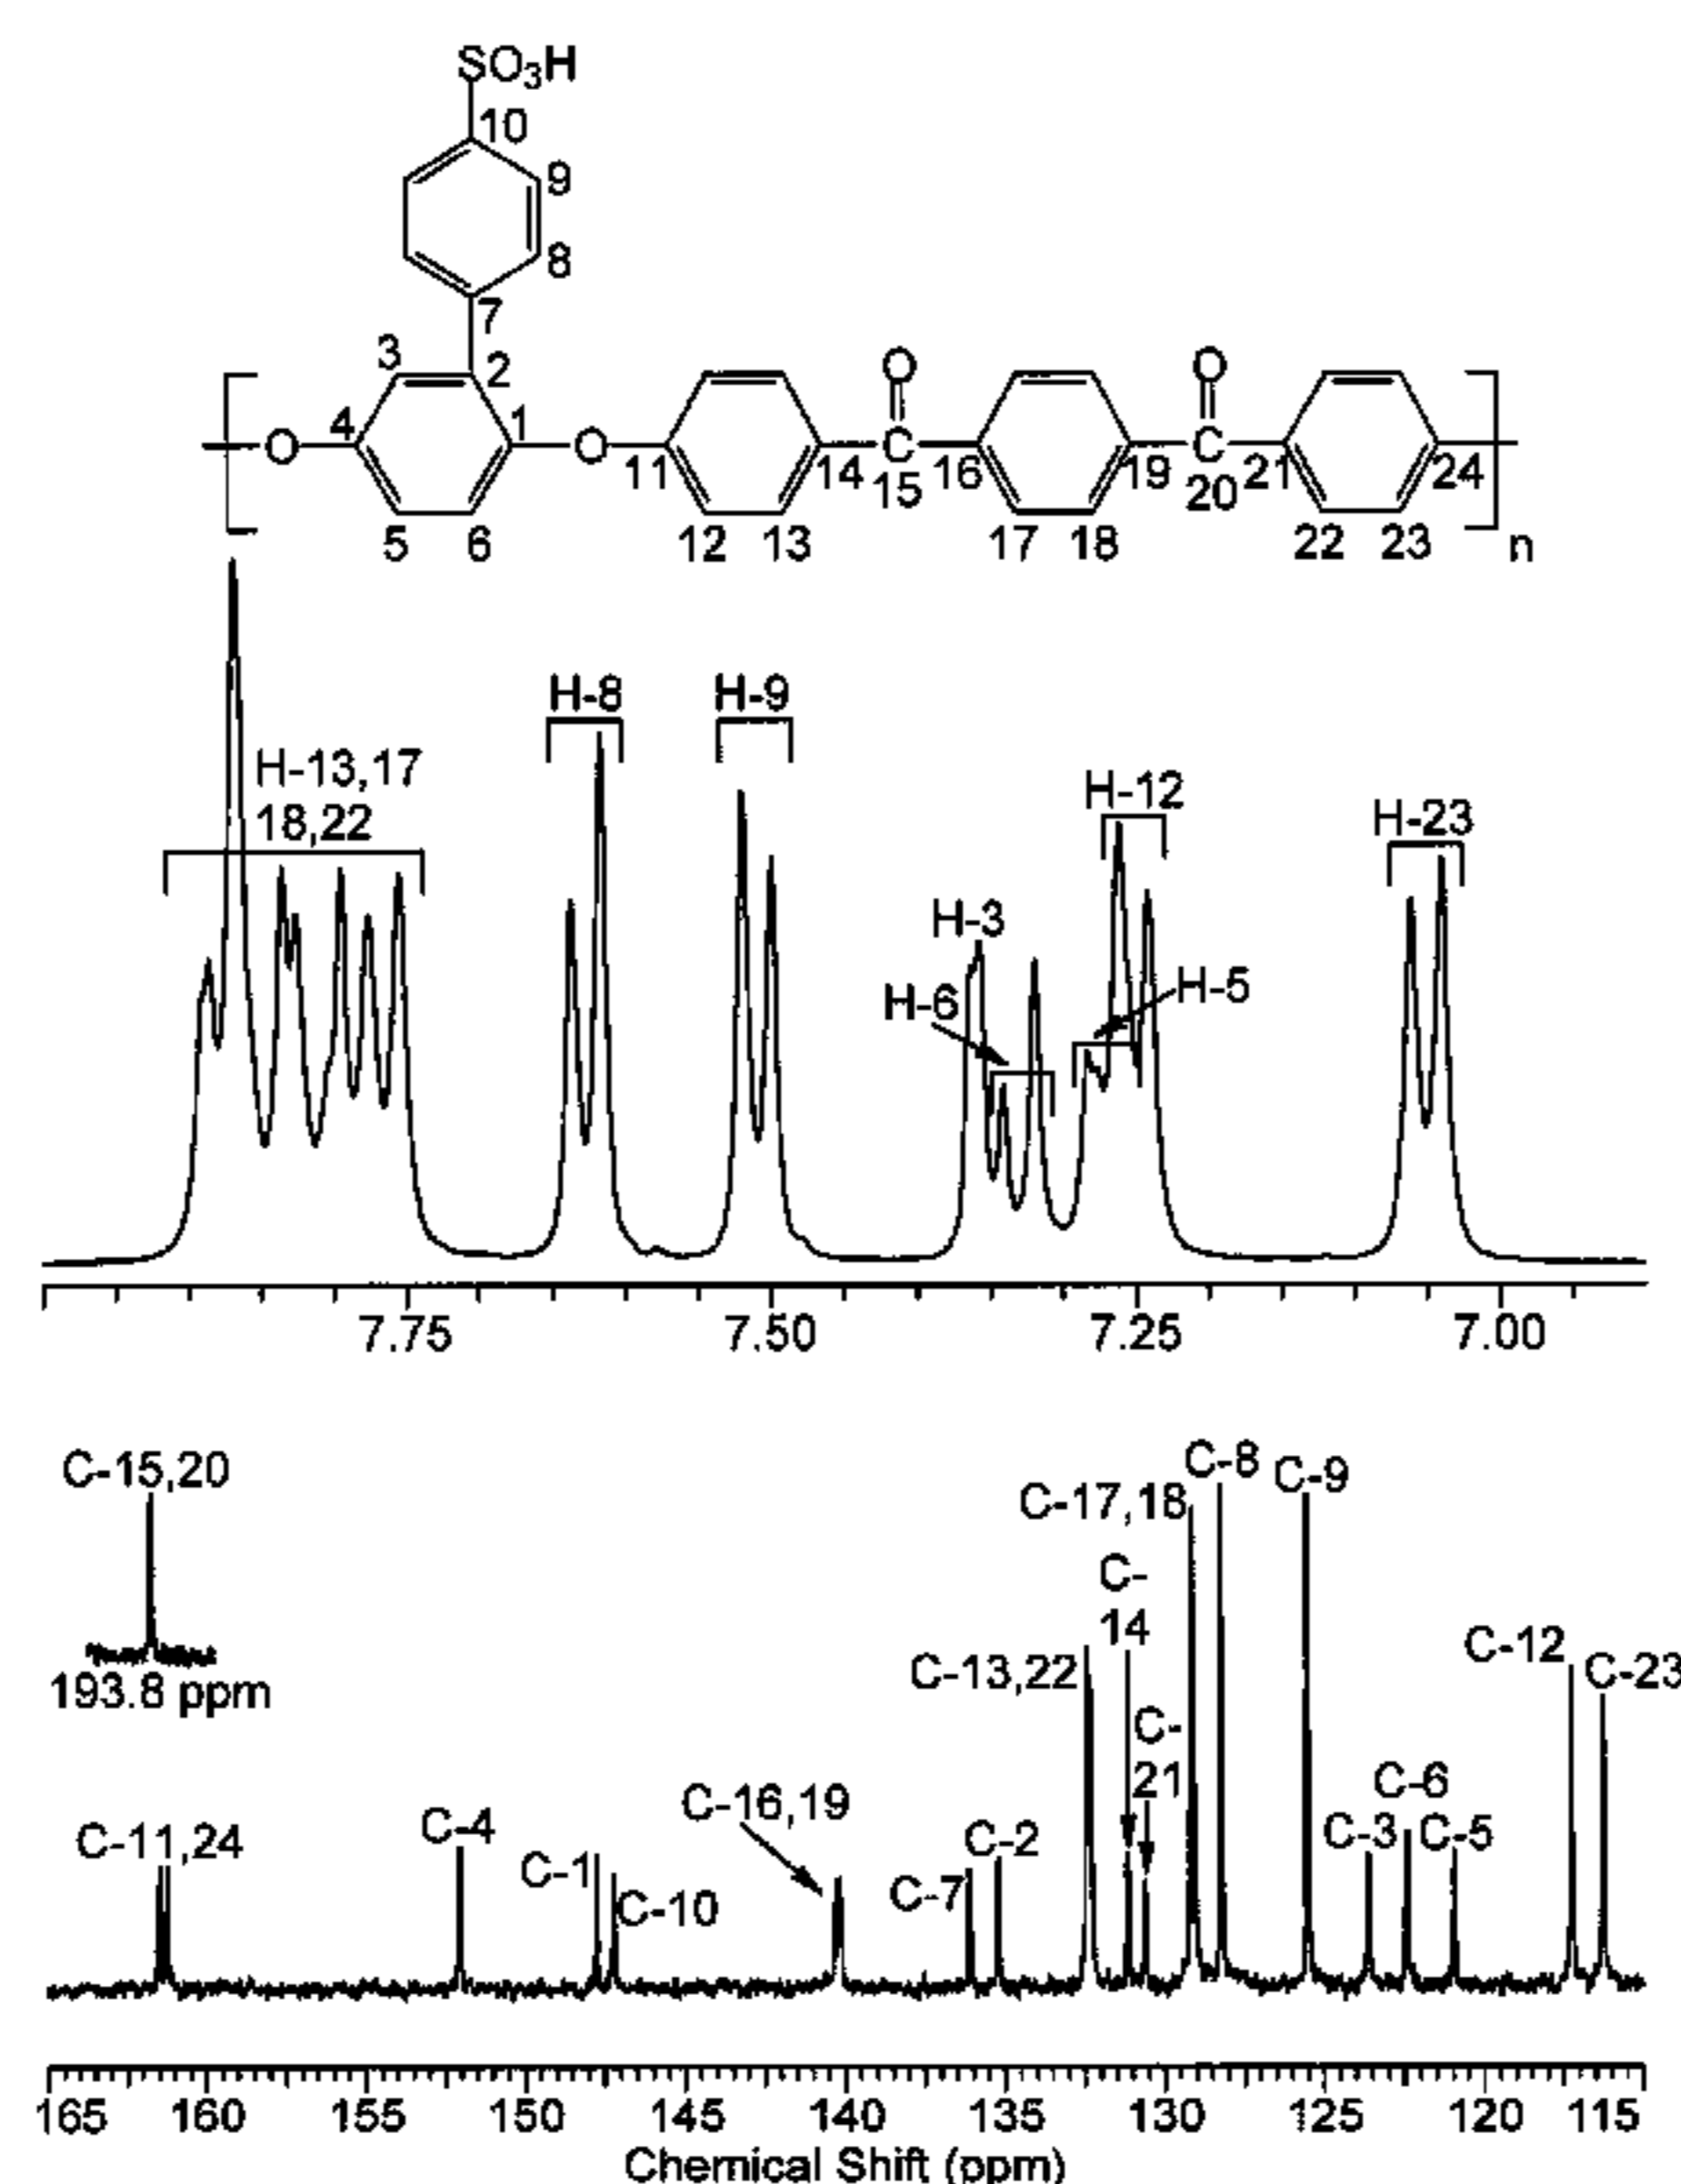 SO3H
10
9
8
7
3
2
O
O
4
1
O
O
C
C
11
14
15
16
19
20
21
24
5
6
12
13
17
18
22
23
n
H-8
H-9
H-13,17
18,22
H-12
H-23
H-3
H-6
H-5
7.75
7.50
7.25
7.00
C-15,20
193.8 ppm
C-8
C-9
C-17,18
C-
14
C-13,22
C-12
C-23
C-
21
C-6
C-16,19
C-11,24
C-4
C-2
C-3
C-5
C-1
C-7
C-10
165 160 155 150 145 140 135 130 125 120 115
Chemical Shift (ppm)